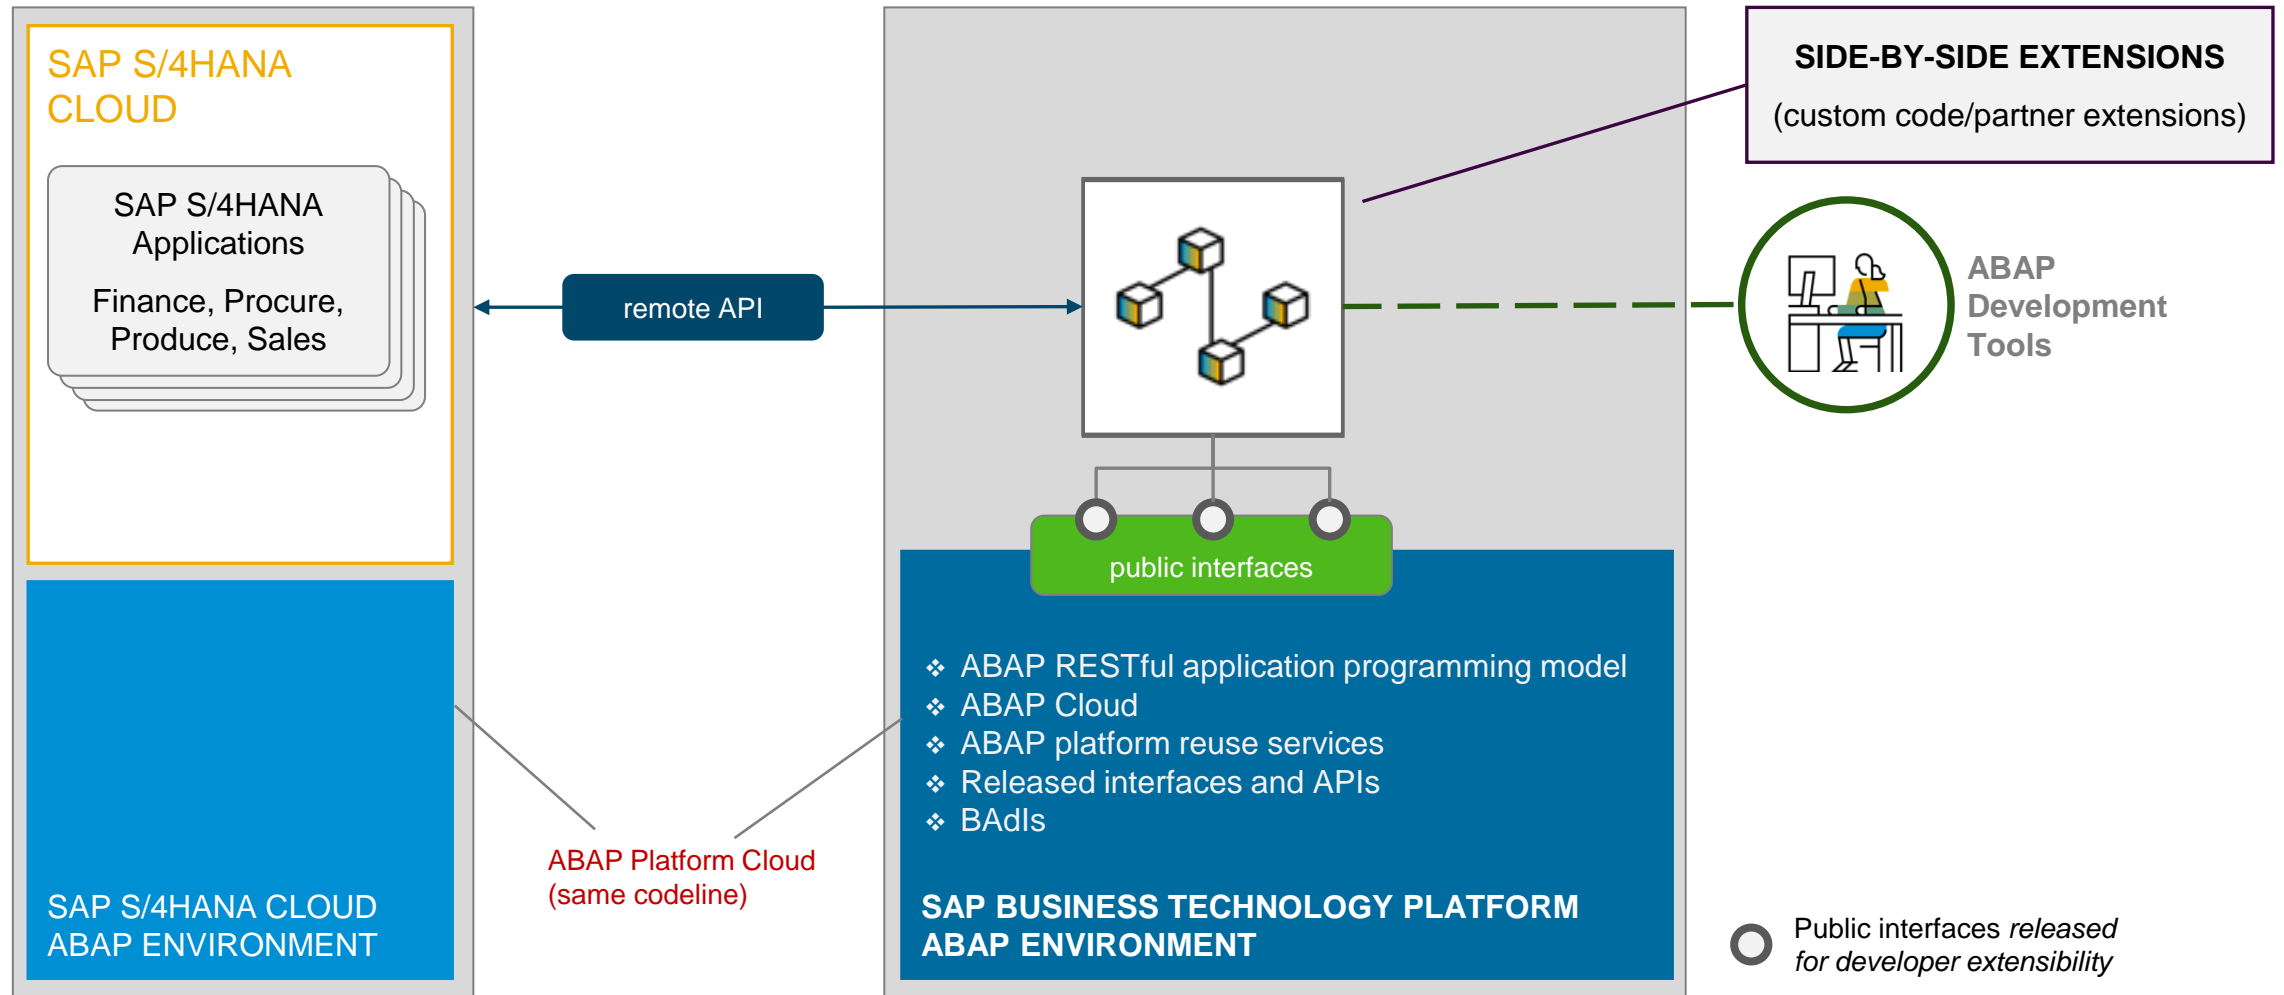 SAP S/4HANA
CLOUD
SAP S/4HANA
Applications
Finance, Procure,
Produce, Sales
SAP S/4HANA CLOUD
ABAP ENVIRONMENT
remote API
ABAP Platform Cloud
(same codeline)
public interfaces
❖ ABAP RESTful application programming model
❖ ABAP Cloud
❖ ABAP platform reuse services
❖ Released interfaces and APIs
❖ BAdIs
SAP BUSINESS TECHNOLOGY PLATFORM
ABAP ENVIRONMENT
SIDE-BY-SIDE EXTENSIONS
(custom code/partner extensions)
ABAP
Development
Tools
Public interfaces released
for developer extensibility